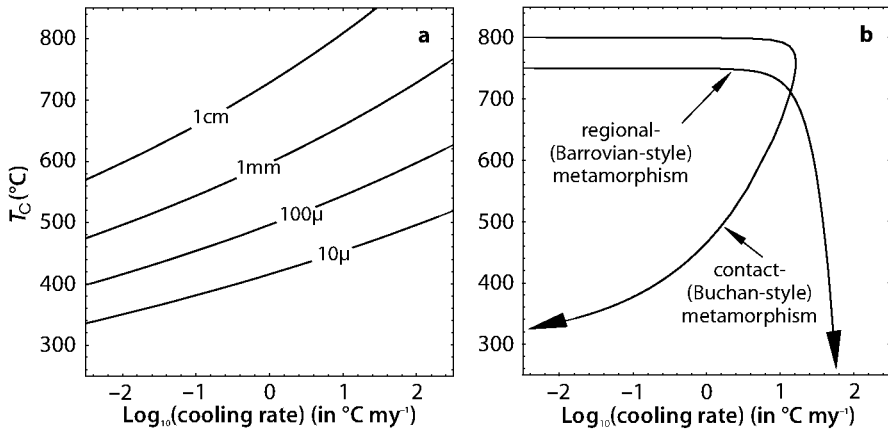 a
1cm
1mm
100µ
10µ
T_C (°C)
800
700
600
500
400
300
−2
−1
0
1
2
Log₁₀(cooling rate) (in °C my⁻¹)
b
regional-
(Barrovian-style)
metamorphism
contact-
(Buchan-style)
metamorphism
800
700
600
500
400
300
−2
−1
0
1
2
Log₁₀(cooling rate) (in °C my⁻¹)